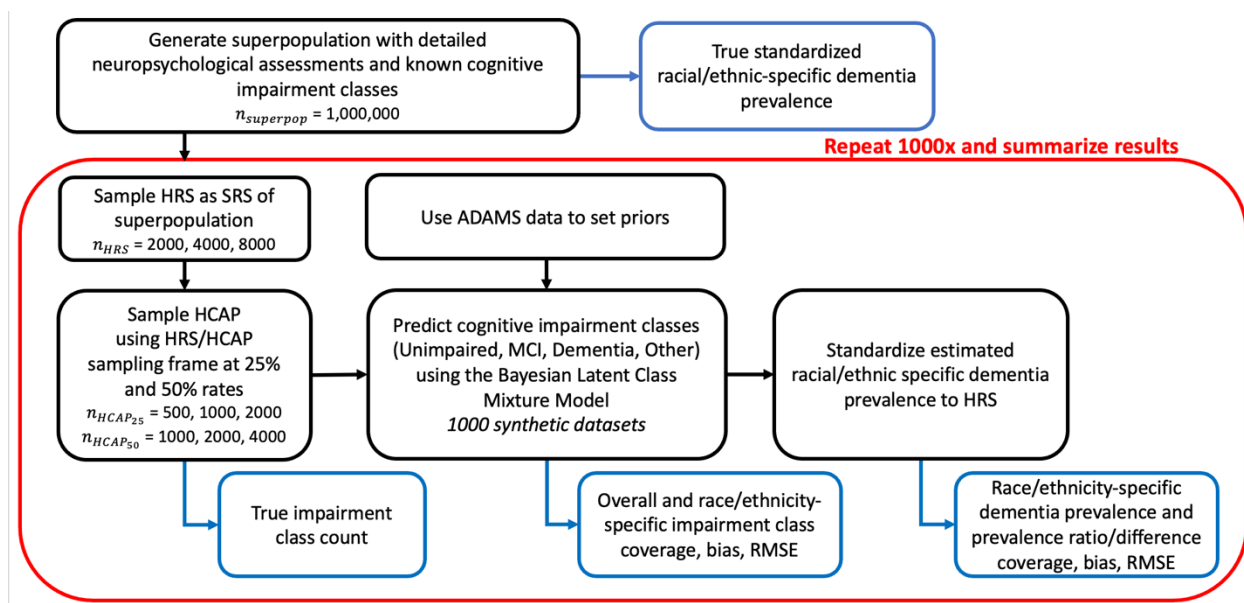 Generate superpopulation with detailed
neuropsychological assessments and known cognitive
impairment classes
n_superpop = 1,000,000
True standardized
racial/ethnic-specific dementia
prevalence
Repeat 1000x and summarize results
Sample HRS as SRS of
superpopulation
n_HRS = 2000, 4000, 8000
Use ADAMS data to set priors
Sample HCAP
using HRS/HCAP
sampling frame at 25%
and 50% rates
n_HCAP_25 = 500, 1000, 2000
n_HCAP_50 = 1000, 2000, 4000
Predict cognitive impairment classes
(Unimpaired, MCI, Dementia, Other)
using the Bayesian Latent Class
Mixture Model
1000 synthetic datasets
Standardize estimated
racial/ethnic specific dementia
prevalence to HRS
True impairment
class count
Overall and race/ethnicity-
specific impairment class
coverage, bias, RMSE
Race/ethnicity-specific
dementia prevalence and
prevalence ratio/difference
coverage, bias, RMSE